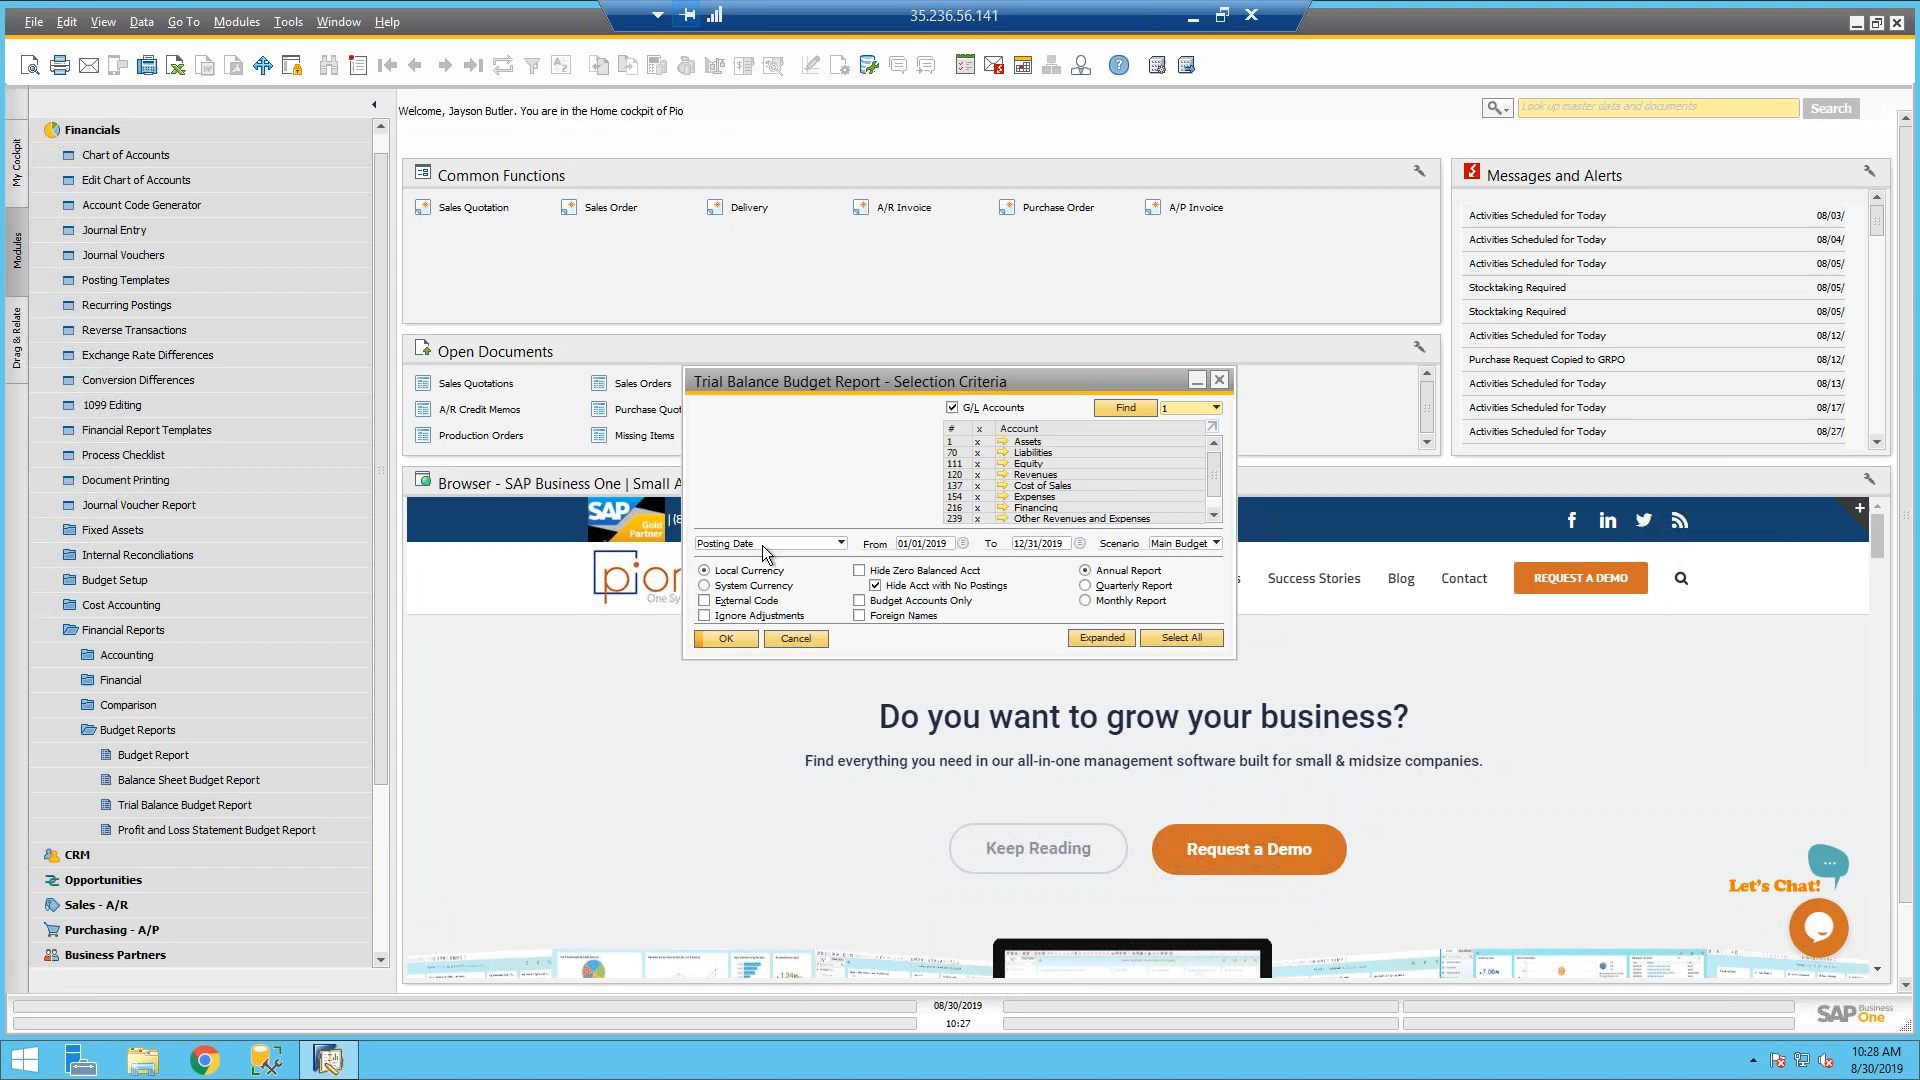 35.236.56.141
File Edit View Data Go To Modules Tools Window Help
My Cockpit
Modules
Drag & Relate
Financials
Chart of Accounts
Edit Chart of Accounts
Account Code Generator
Journal Entry
Journal Vouchers
Posting Templates
Recurring Postings
Reverse Transactions
Exchange Rate Differences
Conversion Differences
1099 Editing
Financial Report Templates
Process Checklist
Document Printing
Journal Voucher Report
Fixed Assets
Internal Reconciliations
Budget Setup
Cost Accounting
Financial Reports
Accounting
Financial
Comparison
Budget Reports
Budget Report
Balance Sheet Budget Report
Trial Balance Budget Report
Profit and Loss Statement Budget Report
CRM
Opportunities
Sales - A/R
Purchasing - A/P
Business Partners
Welcome, Jayson Butler. You are in the Home cockpit of Pio
Look up master data and documents
Search
Common Functions
Sales Quotation
Sales Order
Delivery
A/R Invoice
Purchase Order
A/P Invoice
Messages and Alerts
Activities Scheduled for Today 08/03/
Activities Scheduled for Today 08/04/
Activities Scheduled for Today 08/05/
Stocktaking Required 08/05/
Stocktaking Required 08/05/
Activities Scheduled for Today 08/12/
Purchase Request Copied to GRPO 08/12/
Activities Scheduled for Today 08/13/
Activities Scheduled for Today 08/17/
Activities Scheduled for Today 08/27/
Open Documents
Sales Quotations
Sales Orders
A/R Credit Memos
Purchase Quot
Production Orders
Missing Items
Trial Balance Budget Report - Selection Criteria
G/L Accounts
Find
1
# x Account
1 x Assets
70 x Liabilities
111 x Equity
120 x Revenues
137 x Cost of Sales
154 x Expenses
216 x Financing
239 x Other Revenues and Expenses
Posting Date From 01/01/2019 To 12/31/2019 Scenario Main Budget
Local Currency
System Currency
External Code
Ignore Adjustments
Hide Zero Balanced Acct
Hide Acct with No Postings
Budget Accounts Only
Foreign Names
Annual Report
Quarterly Report
Monthly Report
OK
Cancel
Expanded
Select All
Browser - SAP Business One | Small A
SAP
Gold
Partner
| (8
pion
One Sy
s
Success Stories
Blog
Contact
REQUEST A DEMO
Do you want to grow your business?
Find everything you need in our all-in-one management software built for small & midsize companies.
Keep Reading
Request a Demo
Let's Chat!
08/30/2019
10:27
SAP Business One
10:28 AM
8/30/2019